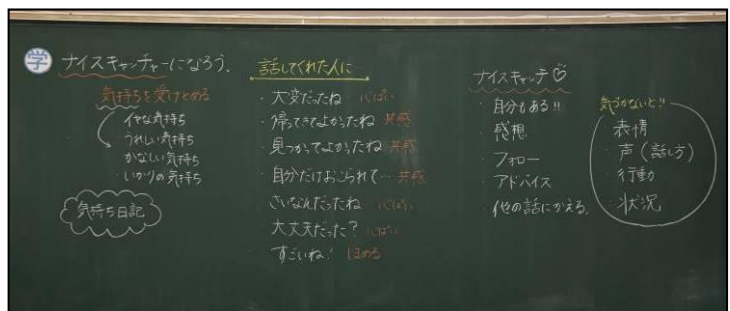 学 ナイスキャッチャーになろう.
気持ちを受けとめる
イヤな気持ち
うれしい気持ち
かなしい気持ち
・いかりの気持ち
気持ち日記
話してくれた人に…
・大変だったね 心ぱい
・帰ってきてよかったね 共感
・見つかってよかったね 共感
・自分だけおこられて… 共感
・さいなんだったね 心ぱい
・大丈夫だった? 心ぱい
・すごいね! ほめる
ナイスキャッチ♡
・自分もある!!
・感想
・フォロー
・アドバイス
他の話にかえる.
気づかないと!!
・表情
・声(話し方)
・行動
・状況